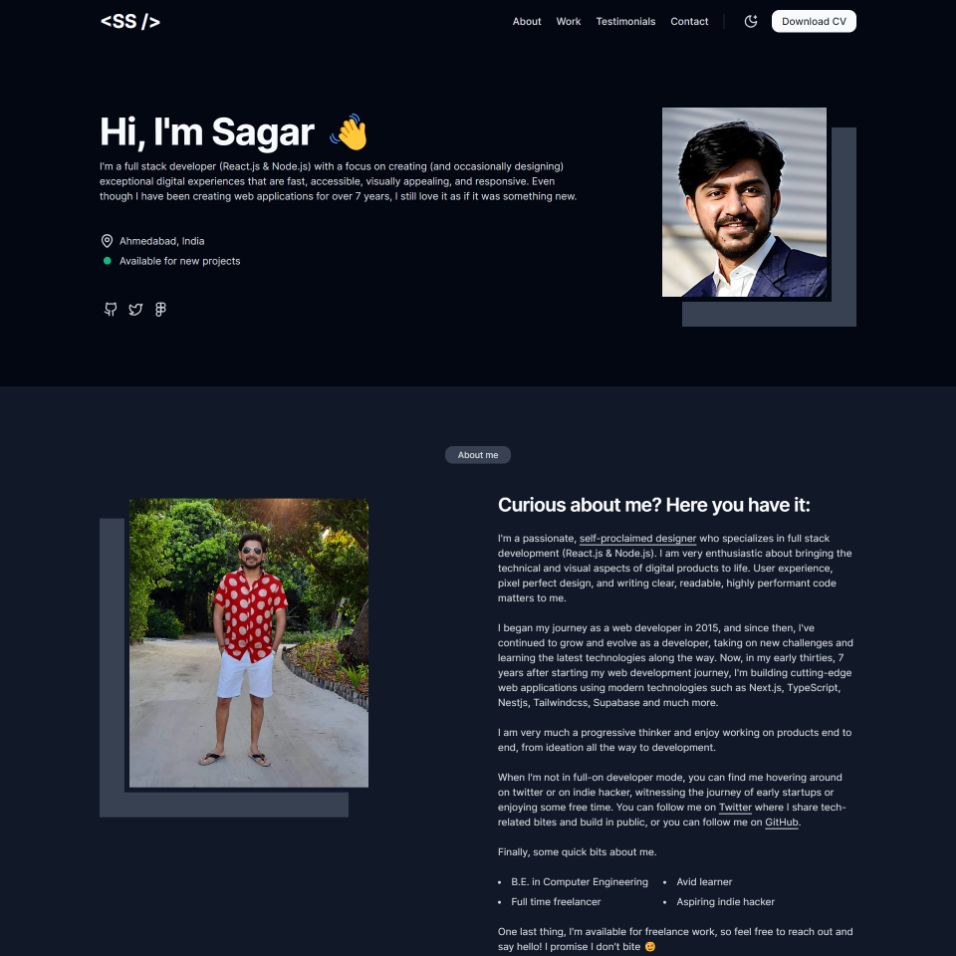 <SS />
About Work Testimonials Contact Download CV
Hi, I'm Sagar 👋
I'm a full stack developer (React.js & Node.js) with a focus on creating (and occasionally designing)
exceptional digital experiences that are fast, accessible, visually appealing, and responsive. Even
though I have been creating web applications for over 7 years, I still love it as if it was something new.
Ahmedabad, India
Available for new projects
About me
Curious about me? Here you have it:
I'm a passionate, self-proclaimed designer who specializes in full stack
development (React.js & Node.js). I am very enthusiastic about bringing the
technical and visual aspects of digital products to life. User experience,
pixel perfect design, and writing clear, readable, highly performant code
matters to me.
I began my journey as a web developer in 2015, and since then, I've
continued to grow and evolve as a developer, taking on new challenges and
learning the latest technologies along the way. Now, in my early thirties, 7
years after starting my web development journey, I'm building cutting-edge
web applications using modern technologies such as Next.js, TypeScript,
Nestjs, Tailwindcss, Supabase and much more.
I am very much a progressive thinker and enjoy working on products end to
end, from ideation all the way to development.
When I'm not in full-on developer mode, you can find me hovering around
on twitter or on indie hacker, witnessing the journey of early startups or
enjoying some free time. You can follow me on Twitter where I share tech-
related bites and build in public, or you can follow me on GitHub.
Finally, some quick bits about me.
• B.E. in Computer Engineering • Avid learner
• Full time freelancer • Aspiring indie hacker
One last thing, I'm available for freelance work, so feel free to reach out and
say hello! I promise I don't bite 😉